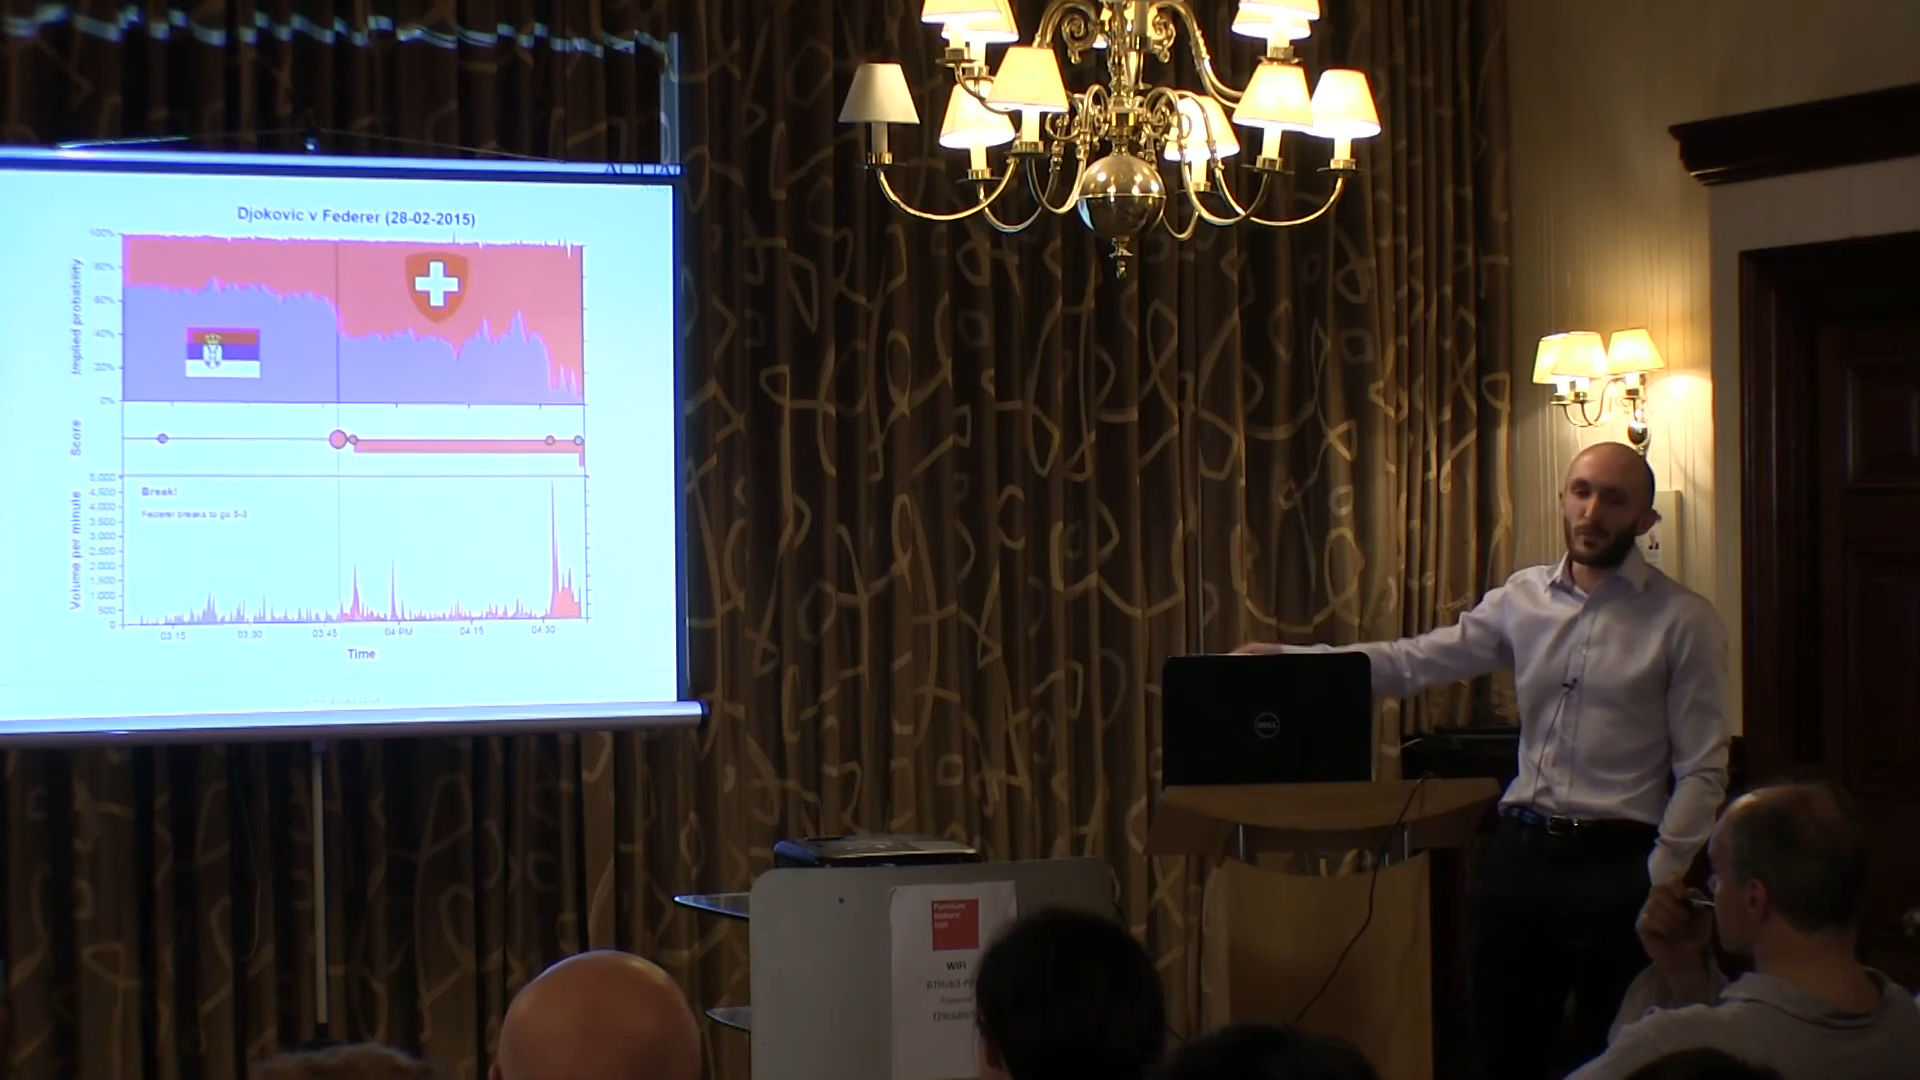 Djokovic v Federer (28-02-2015)
100%
80%
60%
40%
20%
0%
Implied probability
Score
5,000
4,500
4,000
3,500
3,000
2,500
2,000
1,500
1,000
500
0
Volume per minute
Break!
Federer breaks to go 5-3
03:15
03:30
03:45
04 PM
04:15
04:30
Time
DELL
Furniture
Makers'
Hall
WIFI